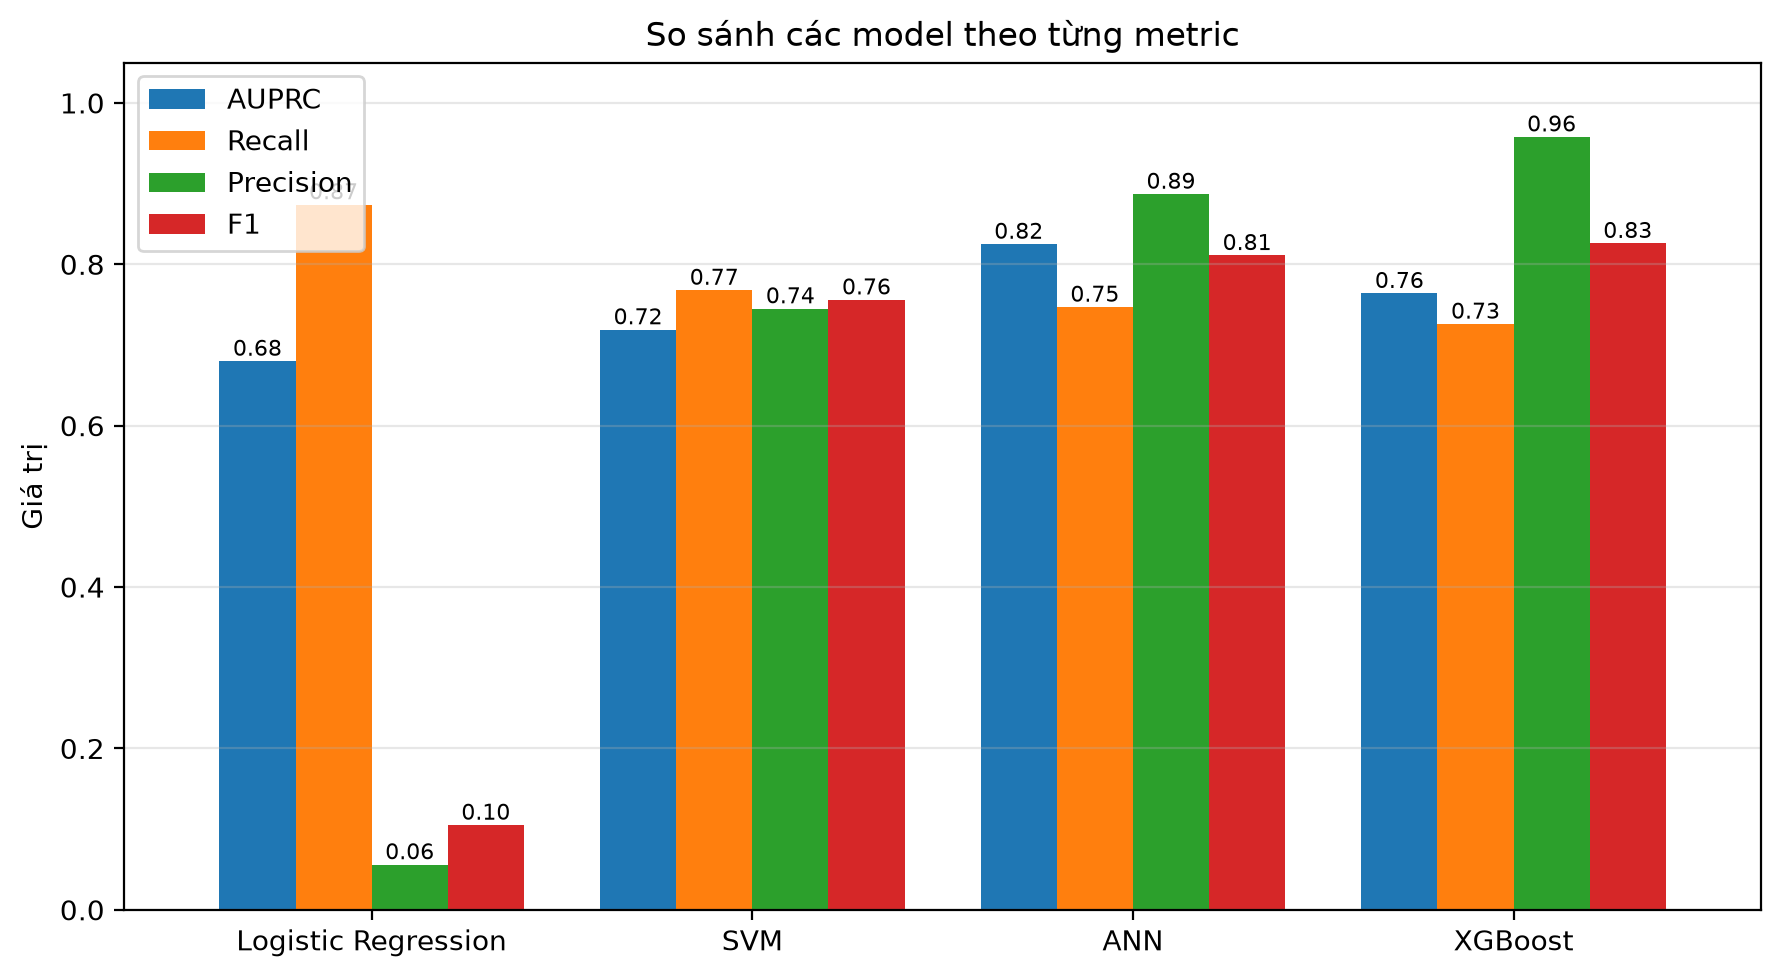 So sánh các model theo từng metric
AUPRC
Recall
Precision
F1
Giá trị
1.0
0.8
0.6
0.4
0.2
0.0
0.68
0.87
0.06
0.10
0.72
0.77
0.74
0.76
0.82
0.75
0.89
0.81
0.76
0.73
0.96
0.83
Logistic Regression
SVM
ANN
XGBoost